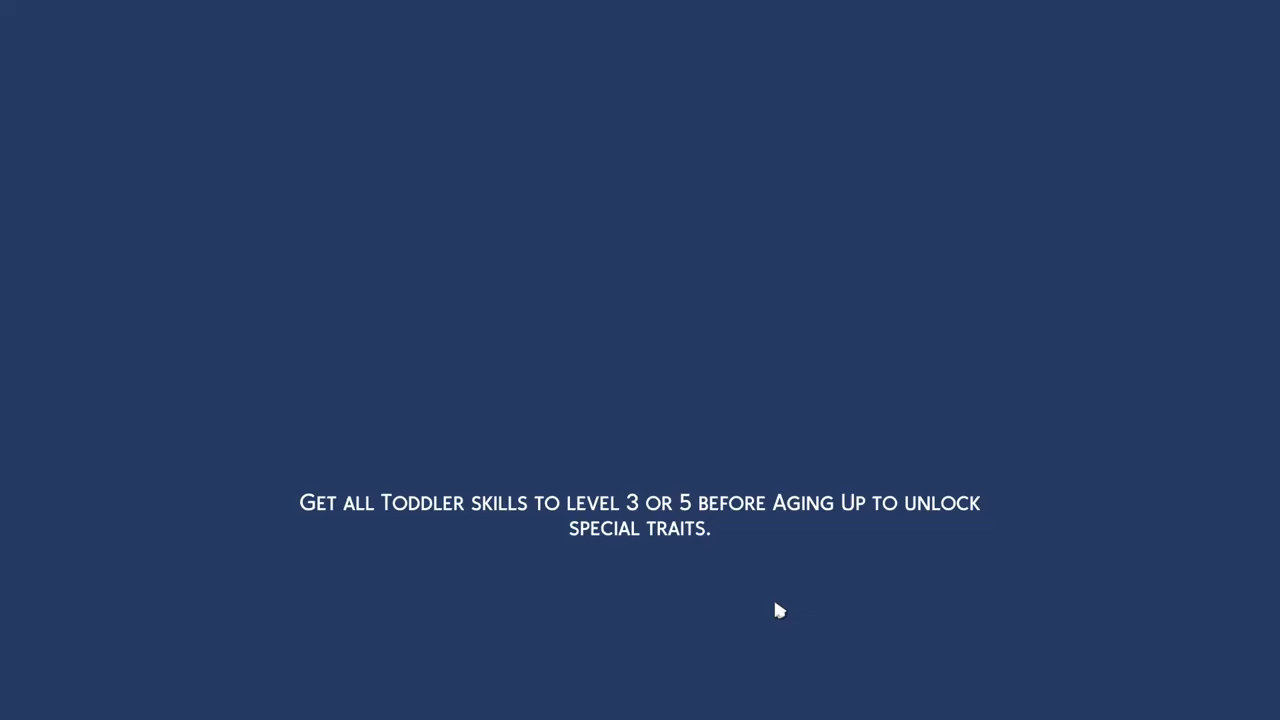 Get all Toddler skills to level 3 or 5 before Aging Up to unlock
special traits.